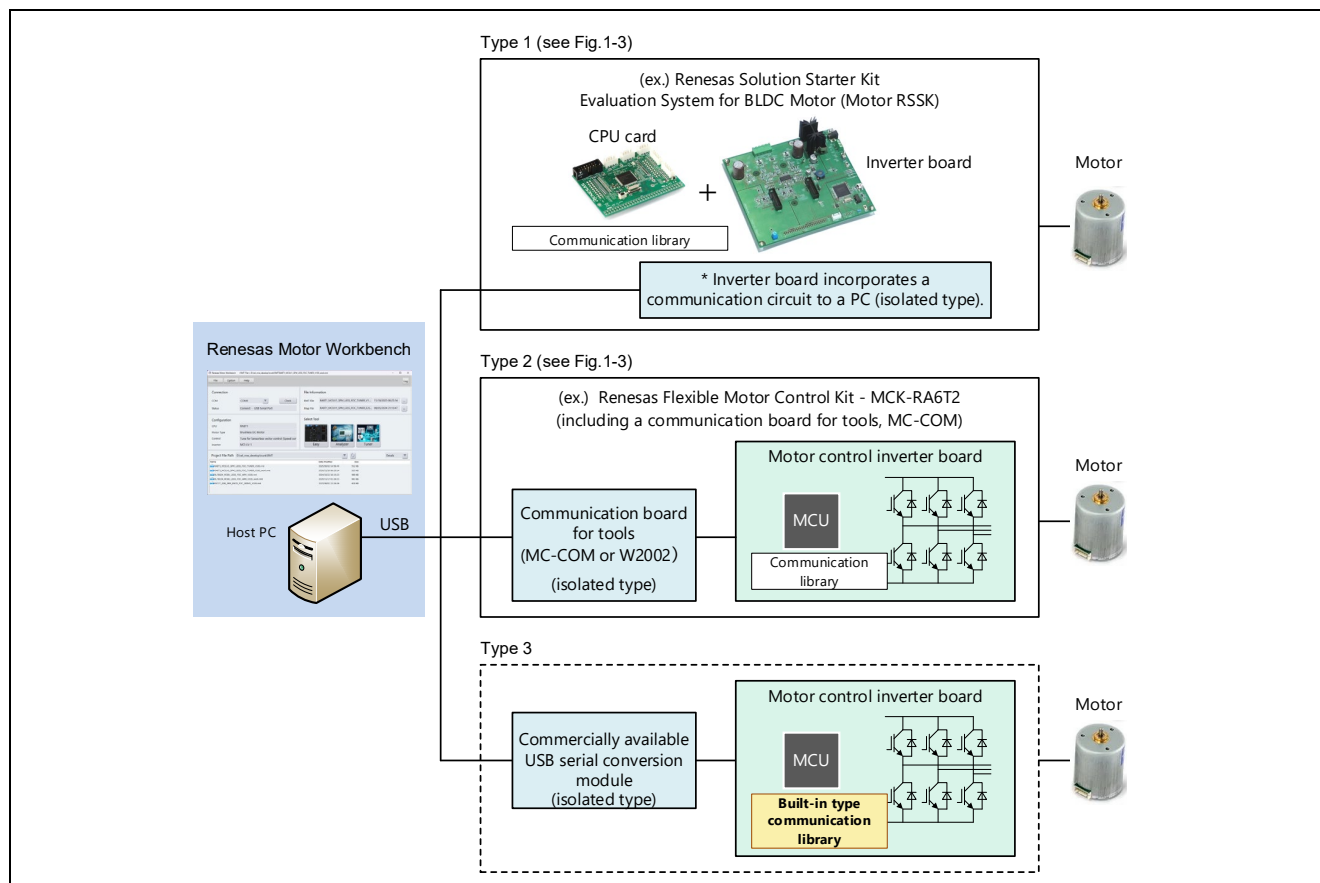 Type 1 (see Fig.1-3)
(ex.) Renesas Solution Starter Kit
Evaluation System for BLDC Motor (Motor RSSK)
CPU card
+
Inverter board
Communication library
* Inverter board incorporates a
communication circuit to a PC (isolated type).
Motor
Renesas Motor Workbench
Host PC
USB
Type 2 (see Fig.1-3)
(ex.) Renesas Flexible Motor Control Kit - MCK-RA6T2
(including a communication board for tools, MC-COM)
Communication board
for tools
(MC-COM or W2002)
(isolated type)
Motor control inverter board
MCU
Communication
library
Motor
Type 3
Commercially available
USB serial conversion
module
(isolated type)
Motor control inverter board
MCU
Built-in type
communication
library
Motor